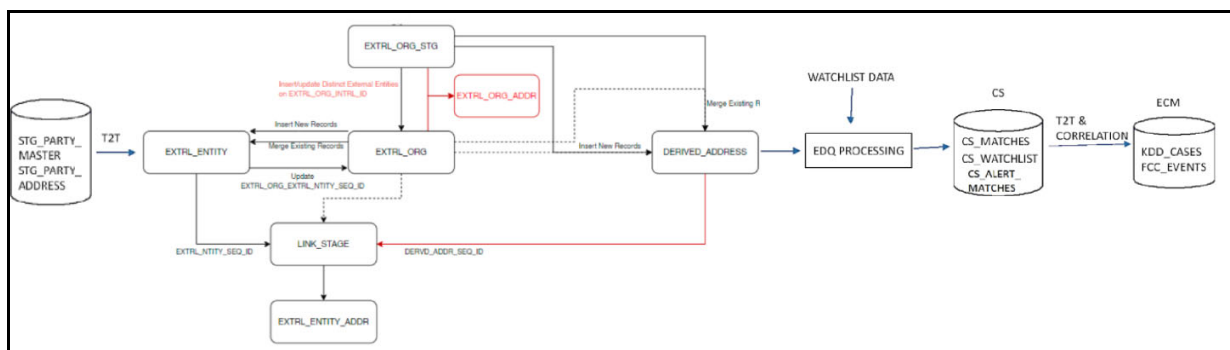 EXTRL_ORG_STG
Insert/update Distinct External Entities
on EXTRL_ORG_INTRL_ID
EXTRL_ORG_ADDR
WATCHLIST DATA
Merge Existing R
CS
ECM
STG_PARTY_
MASTER
STG_PARTY_
ADDRESS
T2T
EXTRL_ENTITY
Insert New Records
Merge Existing Records
EXTRL_ORG
Update
EXTRL_ORG_EXTRL_NTITY_SEQ_ID
Insert New Records
DERIVED_ADDRESS
EDQ PROCESSING
CS_MATCHES
CS_WATCHLIST
CS_ALERT_
MATCHES
T2T &
CORRELATION
KDD_CASES
FCC_EVENTS
EXTRL_NTITY_SEQ_ID
LINK_STAGE
DERVD_ADDR_SEQ_ID
EXTRL_ENTITY_ADDR